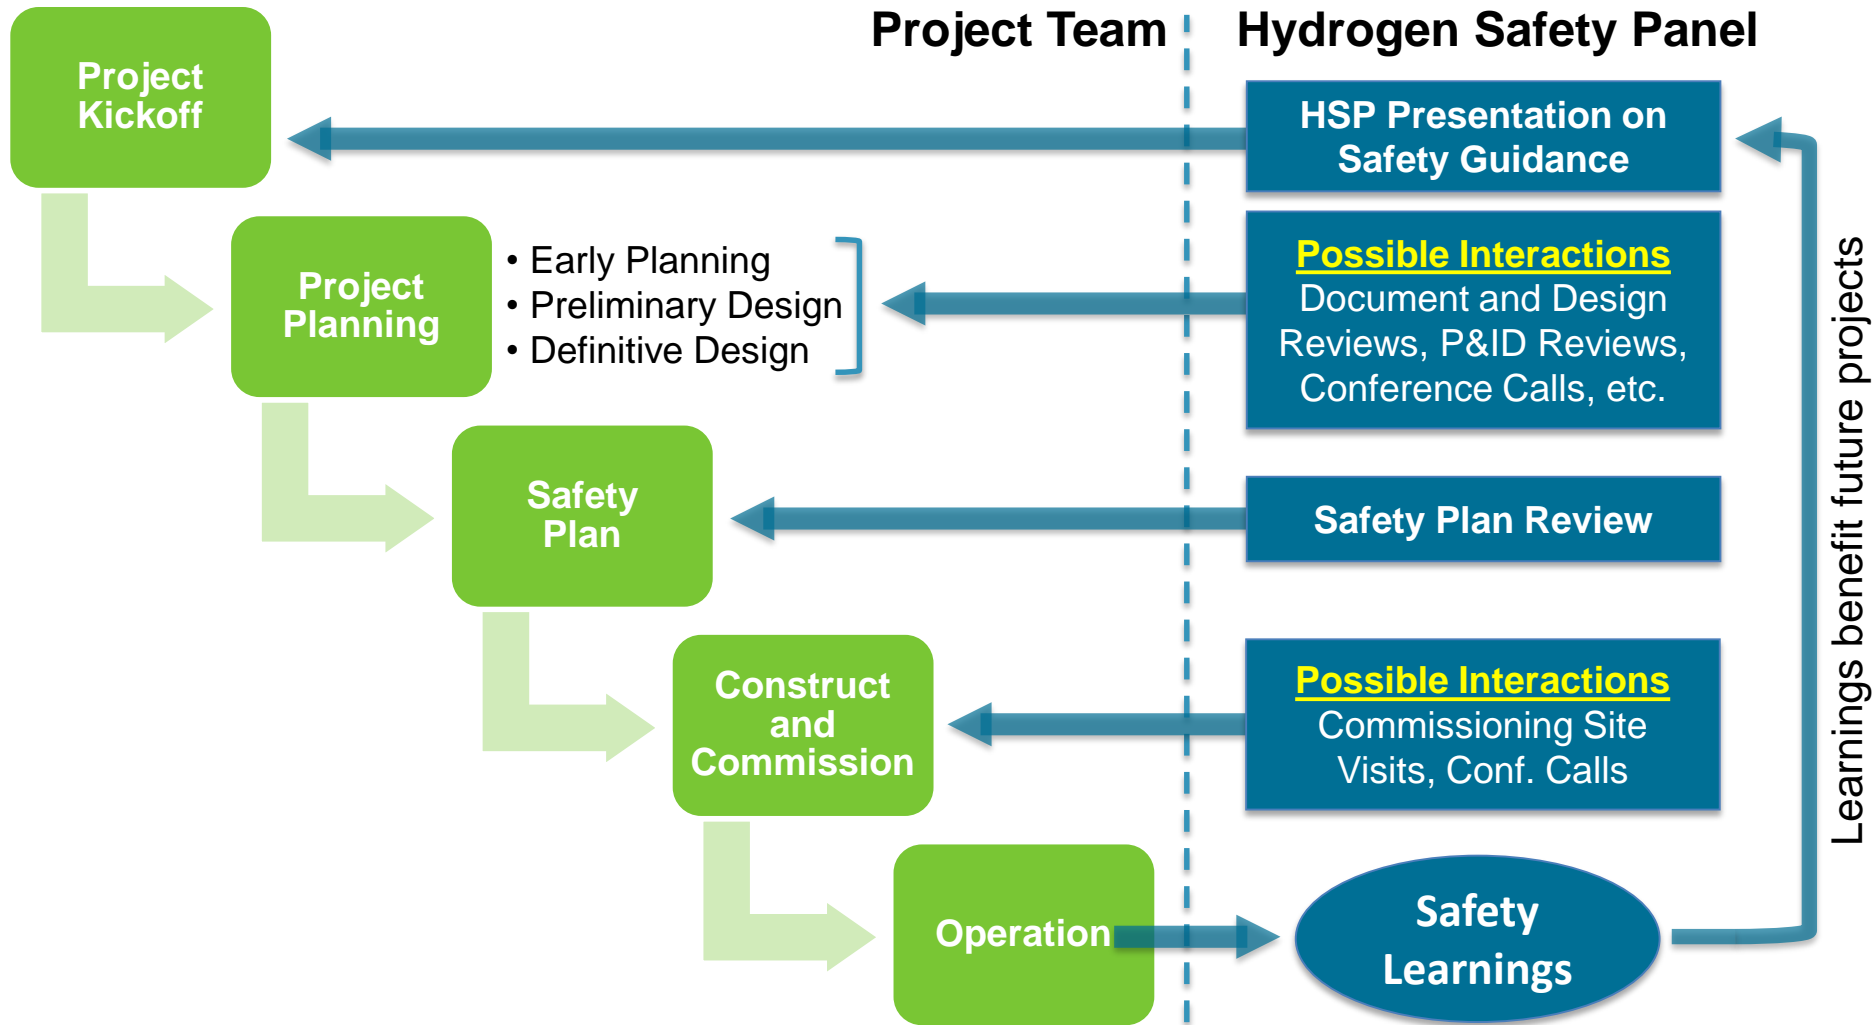 Project Team
Hydrogen Safety Panel
Project
Kickoff
HSP Presentation on
Safety Guidance
Project
Planning
• Early Planning
• Preliminary Design
• Definitive Design
Possible Interactions
Document and Design
Reviews, P&ID Reviews,
Conference Calls, etc.
Safety
Plan
Safety Plan Review
Construct
and
Commission
Possible Interactions
Commissioning Site
Visits, Conf. Calls
Operation
Safety
Learnings
Learnings benefit future projects